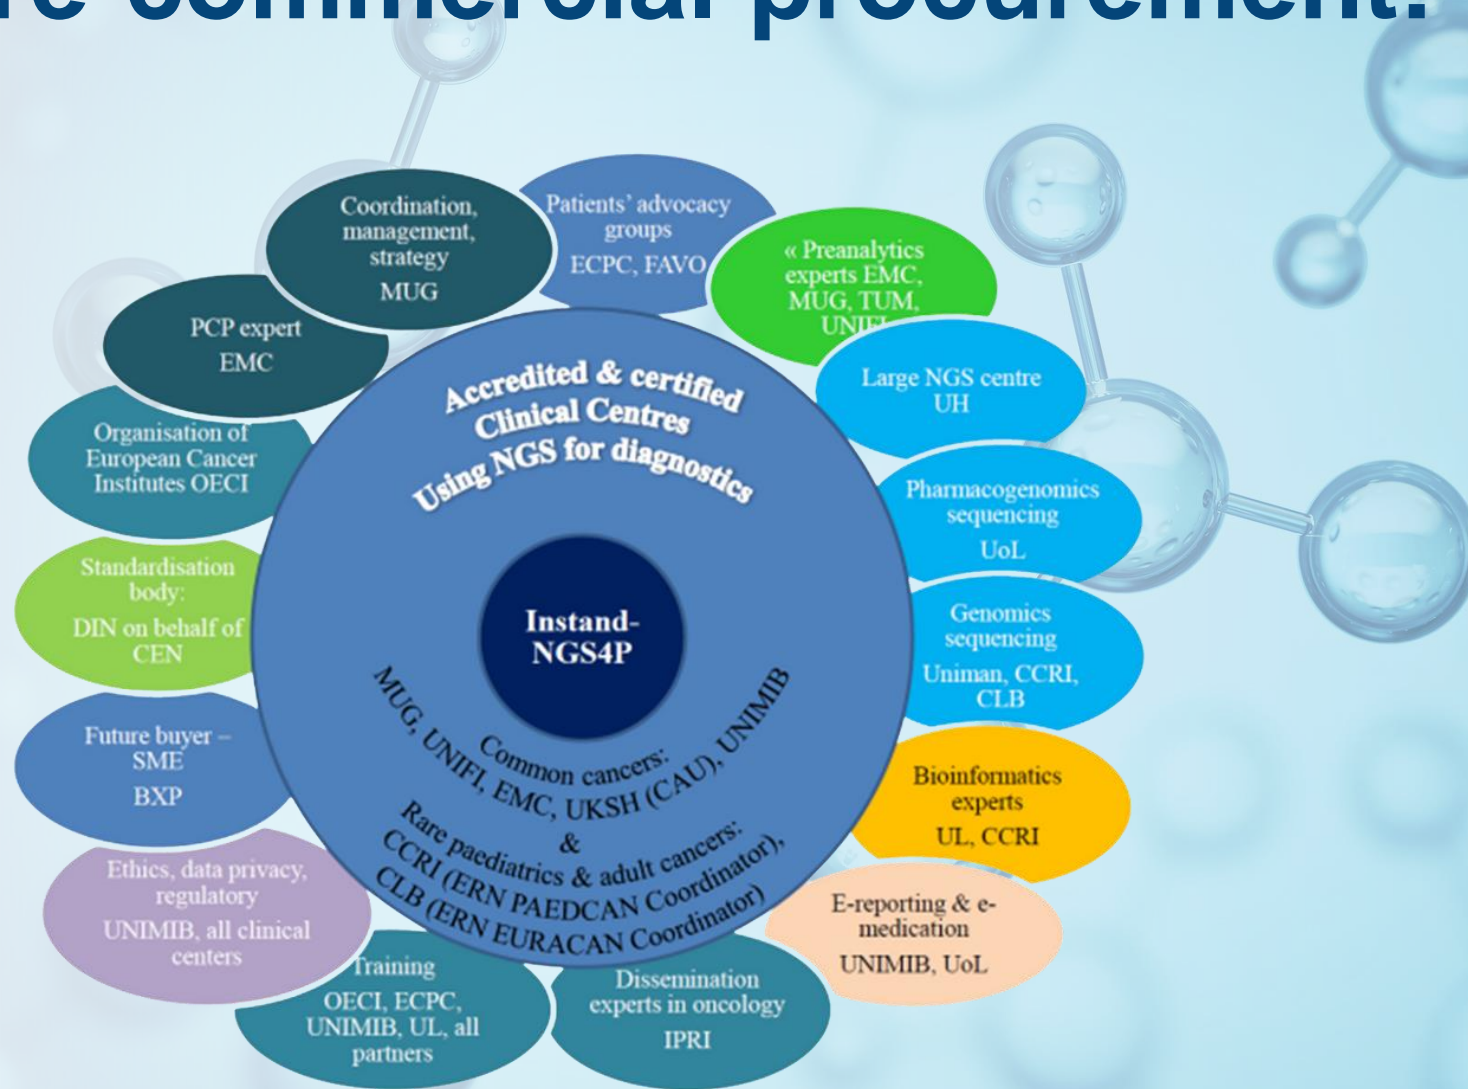 commercial procurement.
Coordination,
management,
strategy
MUG
Patients’ advocacy
groups
ECPC, FAVO
« Preanalytics
experts EMC,
MUG, TUM,
Large NGS centre
UH
Pharmacogenomics
sequencing
UoL
Genomics
sequencing
Uniman, CCRI,
CLB
Bioinformatics
experts
UL, CCRI
E-reporting & e-
medication
UNIMIB, UoL
Dissemination
experts in oncology
IPRI
Training
OECI, ECPC,
UNIMIB, UL, all
partners
Ethics, data privacy,
regulatory
UNIMIB, all clinical
centers
Future buyer –
SME
BXP
Standardisation
body:
DIN on behalf of
CEN
Organisation of
European Cancer
Institutes OECI
PCP expert
EMC
Accredited & certified
Clinical Centres
Using NGS for diagnostics
Instand-
NGS4P
Common cancers:
MUG, UNIFI, EMC, UKSH (CAU), UNIMIB
&
Rare paediatrics & adult cancers:
CCRI (ERN PAEDCAN Coordinator),
CLB (ERN EURACAN Coordinator)